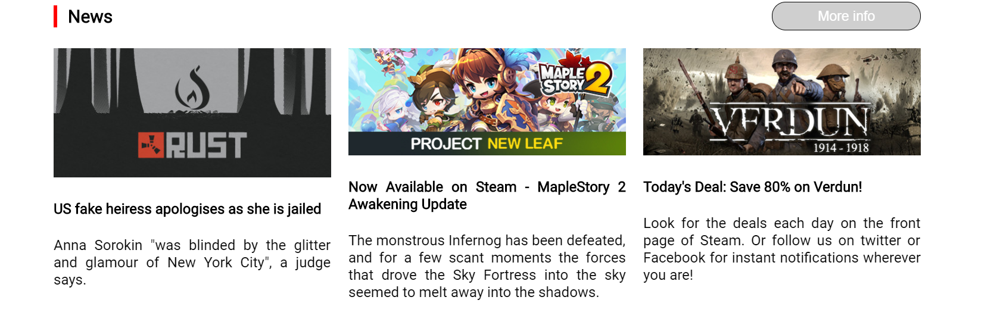 News
More info
RUST
MAPLE
STORY 2
PROJECT NEW LEAF
VERDUN
1914 - 1918
US fake heiress apologises as she is jailed
Anna Sorokin "was blinded by the glitter
and glamour of New York City", a judge
says.
Now Available on Steam - MapleStory 2
Awakening Update
The monstrous Infernog has been defeated,
and for a few scant moments the forces
that drove the Sky Fortress into the sky
seemed to melt away into the shadows.
Today's Deal: Save 80% on Verdun!
Look for the deals each day on the front
page of Steam. Or follow us on twitter or
Facebook for instant notifications wherever
you are!